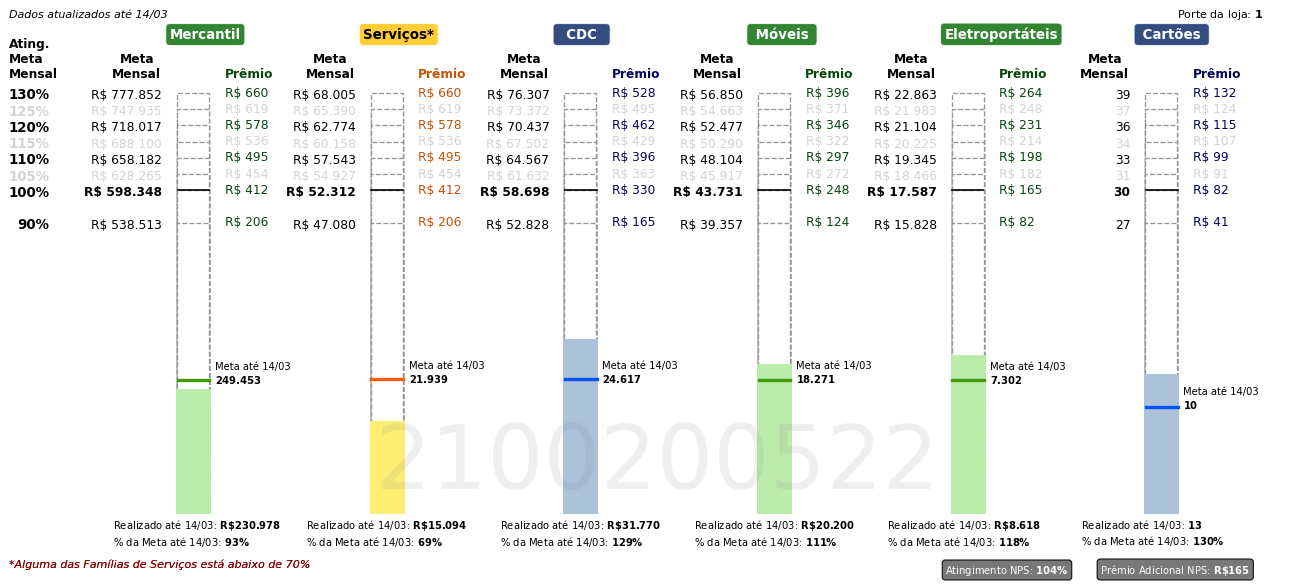 Dados atualizados até 14/03
Porte da loja: 1
Mercantil Serviços* CDC Móveis Eletroportáteis Cartões
Ating. Meta Mensal
Meta Mensal Prêmio Meta Mensal Prêmio Meta Mensal Prêmio Meta Mensal Prêmio Meta Mensal Prêmio Meta Mensal Prêmio
130% R$ 777.852 R$ 660 R$ 68.005 R$ 660 R$ 76.307 R$ 528 R$ 56.850 R$ 396 R$ 22.863 R$ 264 39 R$ 132
125% R$ 747.935 R$ 619 R$ 65.390 R$ 619 R$ 73.372 R$ 495 R$ 54.663 R$ 371 R$ 21.983 R$ 248 37 R$ 124
120% R$ 718.017 R$ 578 R$ 62.774 R$ 578 R$ 70.437 R$ 462 R$ 52.477 R$ 346 R$ 21.104 R$ 231 36 R$ 115
115% R$ 688.100 R$ 536 R$ 60.158 R$ 536 R$ 67.502 R$ 429 R$ 50.290 R$ 322 R$ 20.225 R$ 214 34 R$ 107
110% R$ 658.182 R$ 495 R$ 57.543 R$ 495 R$ 64.567 R$ 396 R$ 48.104 R$ 297 R$ 19.345 R$ 198 33 R$ 99
105% R$ 628.265 R$ 454 R$ 54.927 R$ 454 R$ 61.632 R$ 363 R$ 45.917 R$ 272 R$ 18.466 R$ 182 31 R$ 91
100% R$ 598.348 R$ 412 R$ 52.312 R$ 412 R$ 58.698 R$ 330 R$ 43.731 R$ 248 R$ 17.587 R$ 165 30 R$ 82
90% R$ 538.513 R$ 206 R$ 47.080 R$ 206 R$ 52.828 R$ 165 R$ 39.357 R$ 124 R$ 15.828 R$ 82 27 R$ 41
Meta até 14/03 Meta até 14/03 Meta até 14/03 Meta até 14/03 Meta até 14/03 Meta até 14/03
249.453 21.939 24.617 18.271 7.302 10
2100200522
Realizado até 14/03: R$230.978 Realizado até 14/03: R$15.094 Realizado até 14/03: R$31.770 Realizado até 14/03: R$20.200 Realizado até 14/03: R$8.618 Realizado até 14/03: 13
% da Meta até 14/03: 93% % da Meta até 14/03: 69% % da Meta até 14/03: 129% % da Meta até 14/03: 111% % da Meta até 14/03: 118% % da Meta até 14/03: 130%
*Alguma das Famílias de Serviços está abaixo de 70%
Atingimento NPS: 104% Prêmio Adicional NPS: R$165